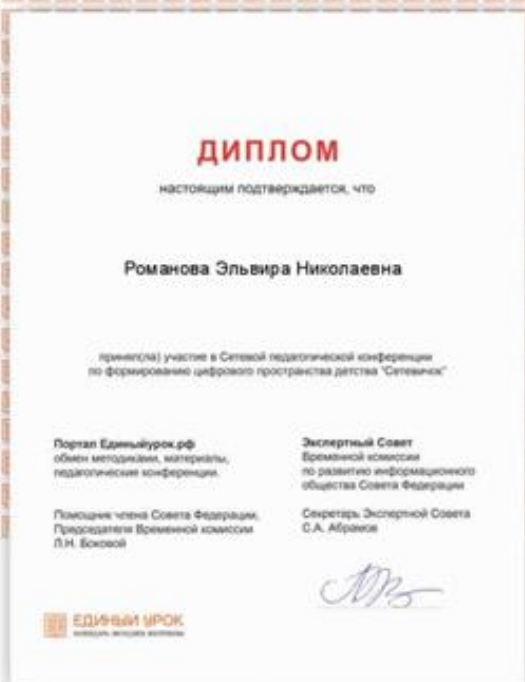 ДИПЛОМ
настоящим подтверждается, что
Романова Эльвира Николаевна
принял(ла) участие в Сетевой педагогической конференции
по формированию цифрового пространства детства "Сетевичок"
Портал Единыйурок.рф
обмен методиками, материалы,
педагогические конференции.
Помощник члена Совета Федерации,
Председателя Временной комиссии
Л.Н. Боковой
Экспертный Совет
Временной комиссии
по развитию информационного
общества Совета Федерации
Секретарь Экспертной Совета
С.А. Абрамов
ЕДИНЫЙ УРОК